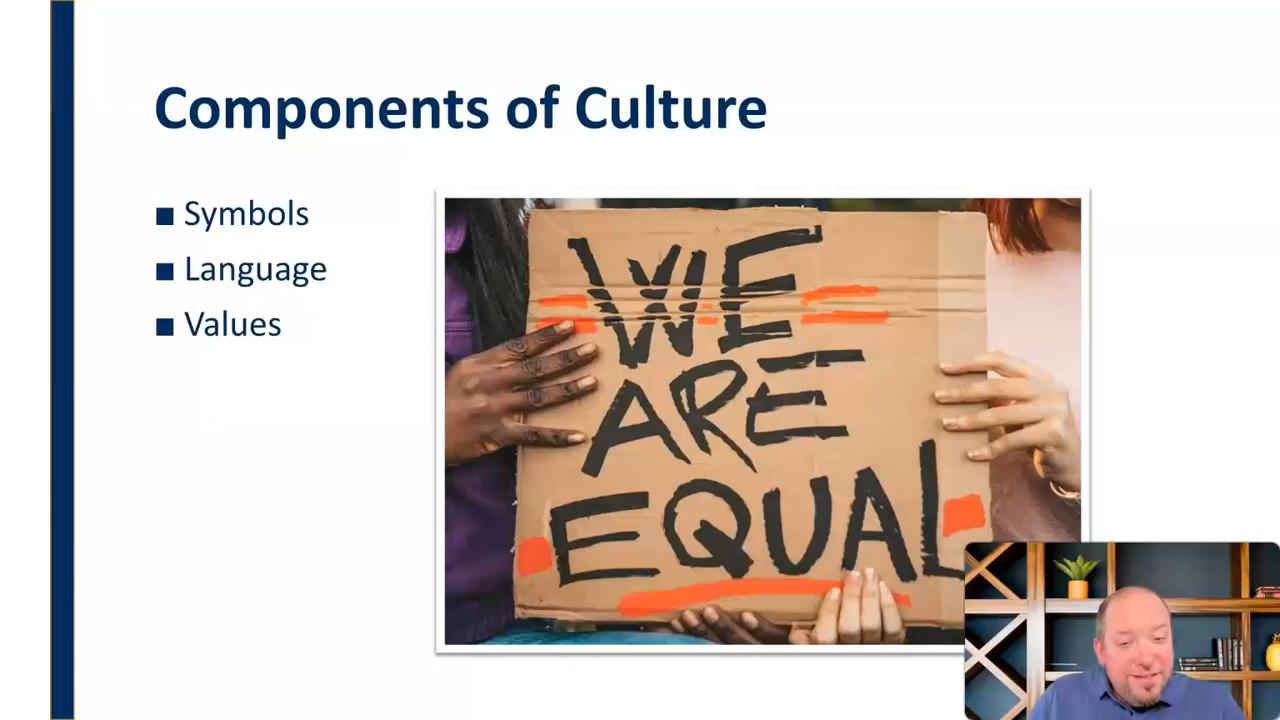 Components of Culture
■ Symbols
■ Language
■ Values
WE
ARE
EQUAL